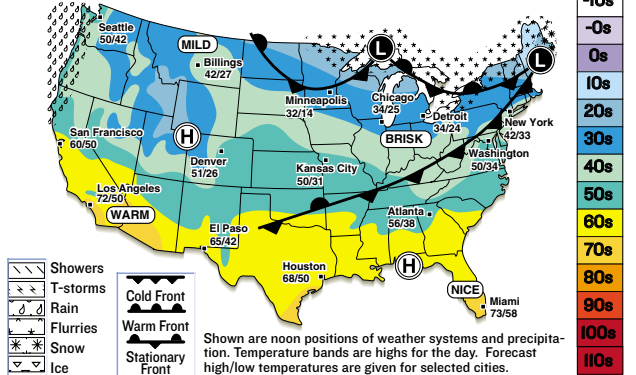 Seattle
50/42
MILD
Billings
42/27
L
L
Minneapolis
32/14
Chicago
34/25
Detroit
34/24
New York
42/33
San Francisco
60/50
H
BRISK
Denver
51/26
Kansas City
50/31
Washington
50/34
Los Angeles
72/50
WARM
El Paso
65/42
Atlanta
56/38
Houston
68/50
H
NICE
Miami
73/58
Showers
T-storms
Rain
Flurries
Snow
Ice
Cold Front
Warm Front
Stationary
Front
Shown are noon positions of weather systems and precipita-
tion. Temperature bands are highs for the day. Forecast
high/low temperatures are given for selected cities.
-10s
-0s
0s
10s
20s
30s
40s
50s
60s
70s
80s
90s
100s
110s